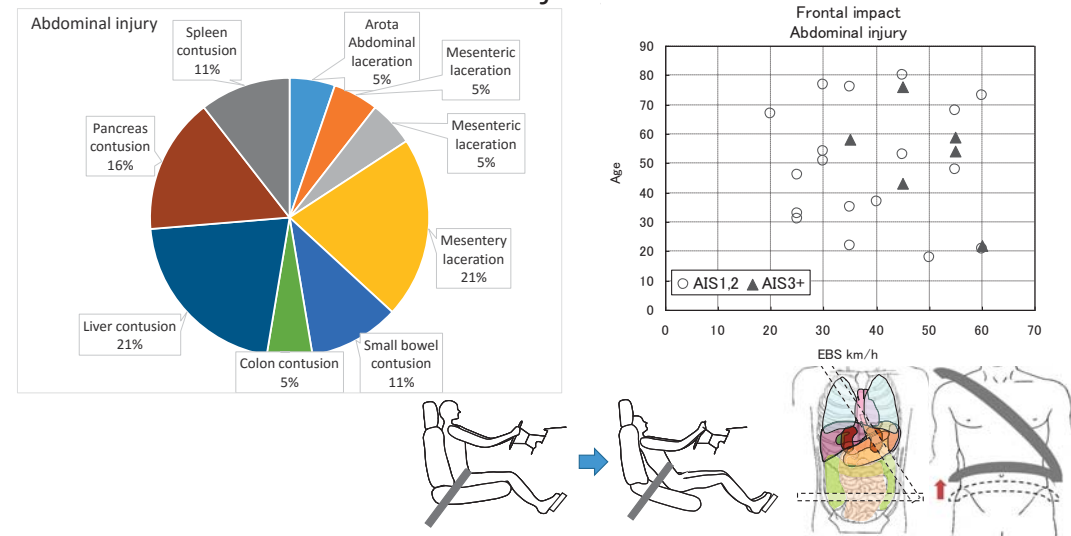 Abdominal injury
Spleen
contusion
11%
Arota
Abdominal
laceration
5%
Mesenteric
laceration
5%
Mesenteric
laceration
5%
Pancreas
contusion
16%
Mesentery
laceration
21%
Liver contusion
21%
Colon contusion
5%
Small bowel
contusion
11%
Frontal impact
Abdominal injury
Age
90
80
70
60
50
40
30
20
10
0
AIS1,2 AIS3+
0 10 20 30 40 50 60 70
EBS km/h